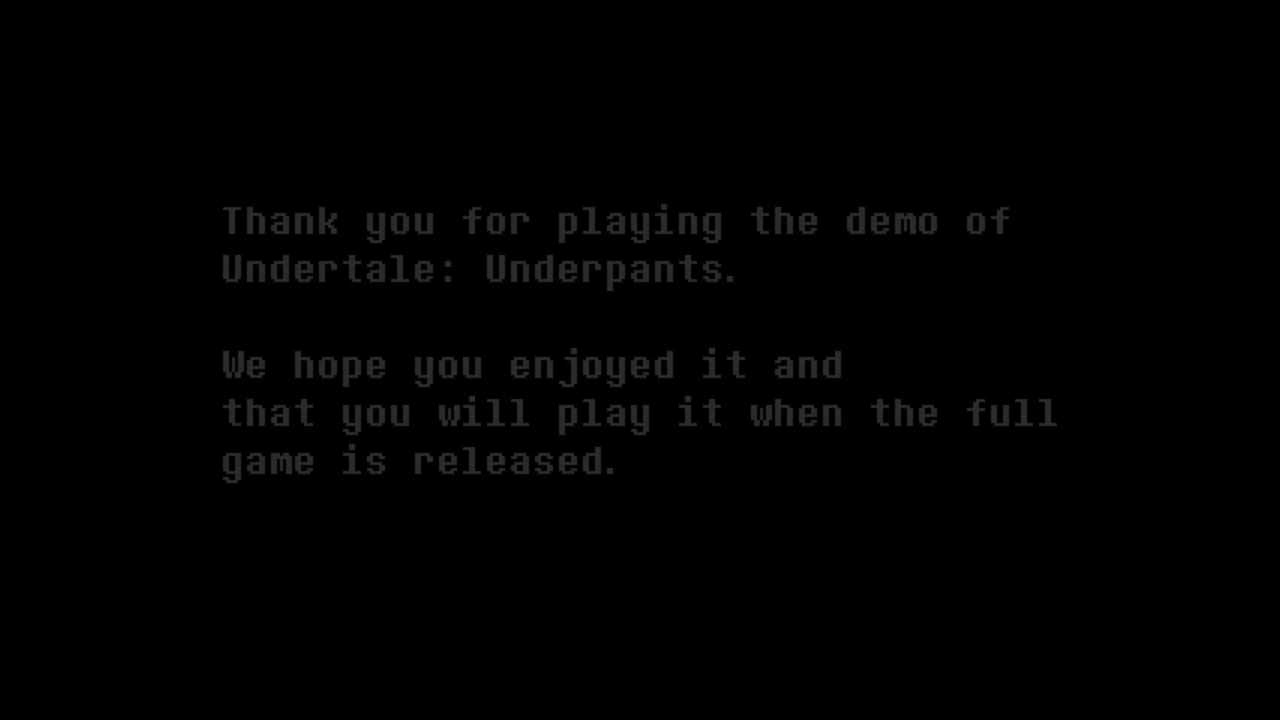 Thank you for playing the demo of
Undertale: Underpants.
We hope you enjoyed it and
that you will play it when the full
game is released.